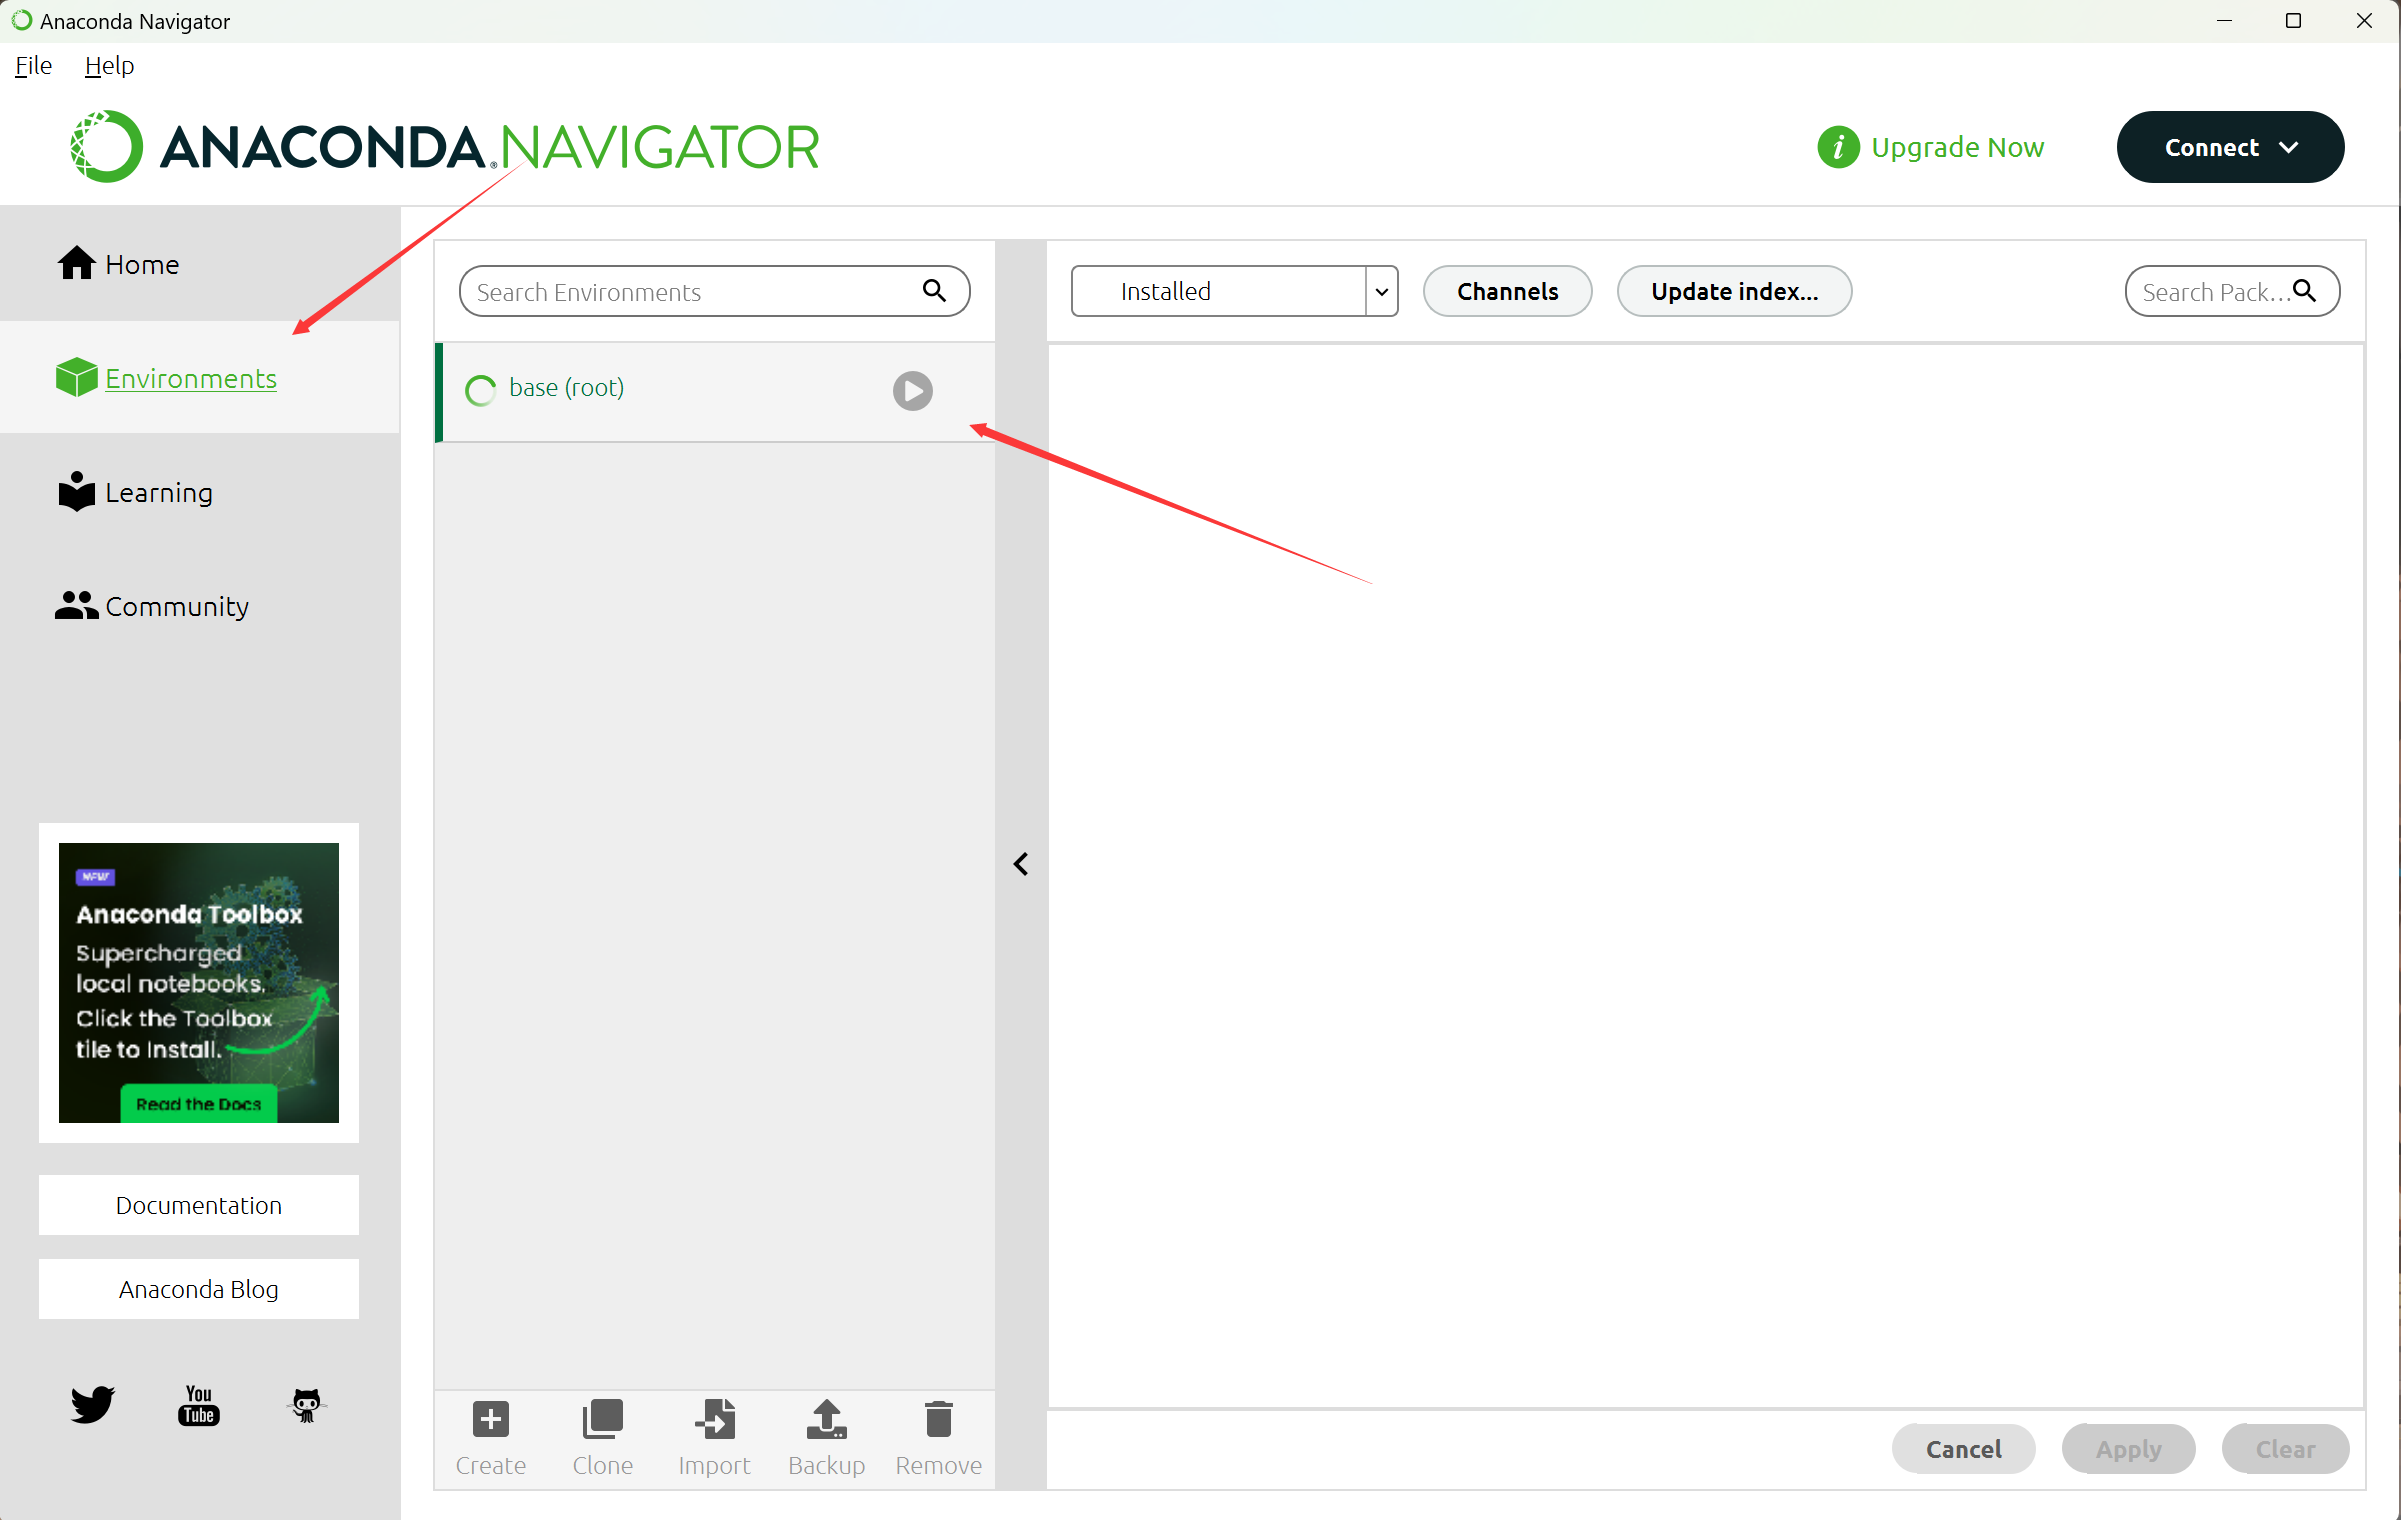 Anaconda Navigator
File Help
ANACONDA.NAVIGATOR
Upgrade Now
Connect
Home
Environments
Learning
Community
NEW
Anaconda Toolbox
Supercharged
local notebooks.
Click the Toolbox
tile to Install.
Read the Docs
Documentation
Anaconda Blog
You
Tube
Search Environments
base (root)
Create Clone Import Backup Remove
Installed
Channels
Update index...
Search Pack...
Cancel Apply Clear